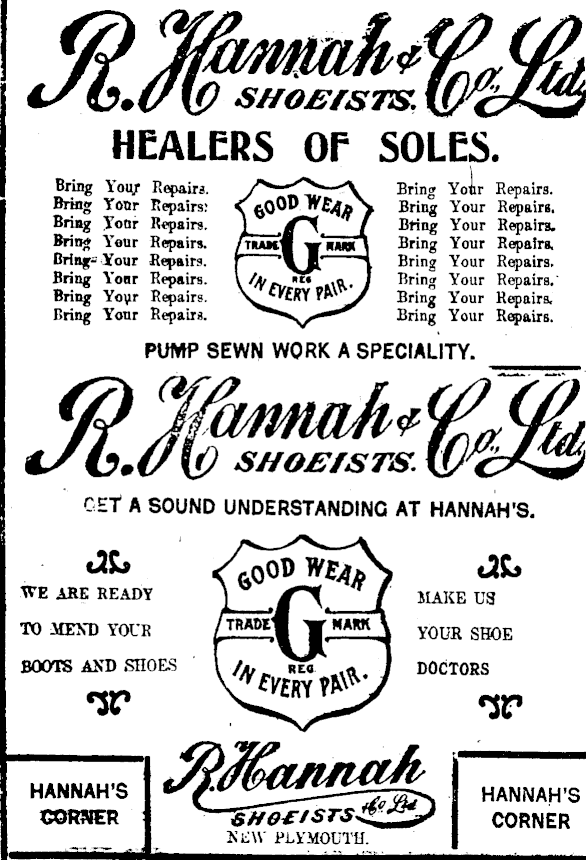 R. Hannah & Co., Ltd.
SHOEISTS.
HEALERS OF SOLES.
Bring Your Repairs.
Bring Your Repairs.
Bring Your Repairs.
Bring Your Repairs.
Bring Your Repairs.
Bring Your Repairs.
Bring Your Repairs.
Bring Your Repairs.
GOOD WEAR
TRADE G MARK
REG
IN EVERY PAIR.
Bring Your Repairs.
Bring Your Repairs.
Bring Your Repairs.
Bring Your Repairs.
Bring Your Repairs.
Bring Your Repairs.
Bring Your Repairs.
Bring Your Repairs.
PUMP SEWN WORK A SPECIALITY.
R. Hannah & Co., Ltd.
SHOEISTS.
GET A SOUND UNDERSTANDING AT HANNAH'S.
WE ARE READY
TO MEND YOUR
BOOTS AND SHOES
GOOD WEAR
TRADE G MARK
REG.
IN EVERY PAIR.
MAKE US
YOUR SHOE
DOCTORS
HANNAH'S
CORNER
R. Hannah
SHOEISTS & Co. Ltd
NEW PLYMOUTH.
HANNAH'S
CORNER